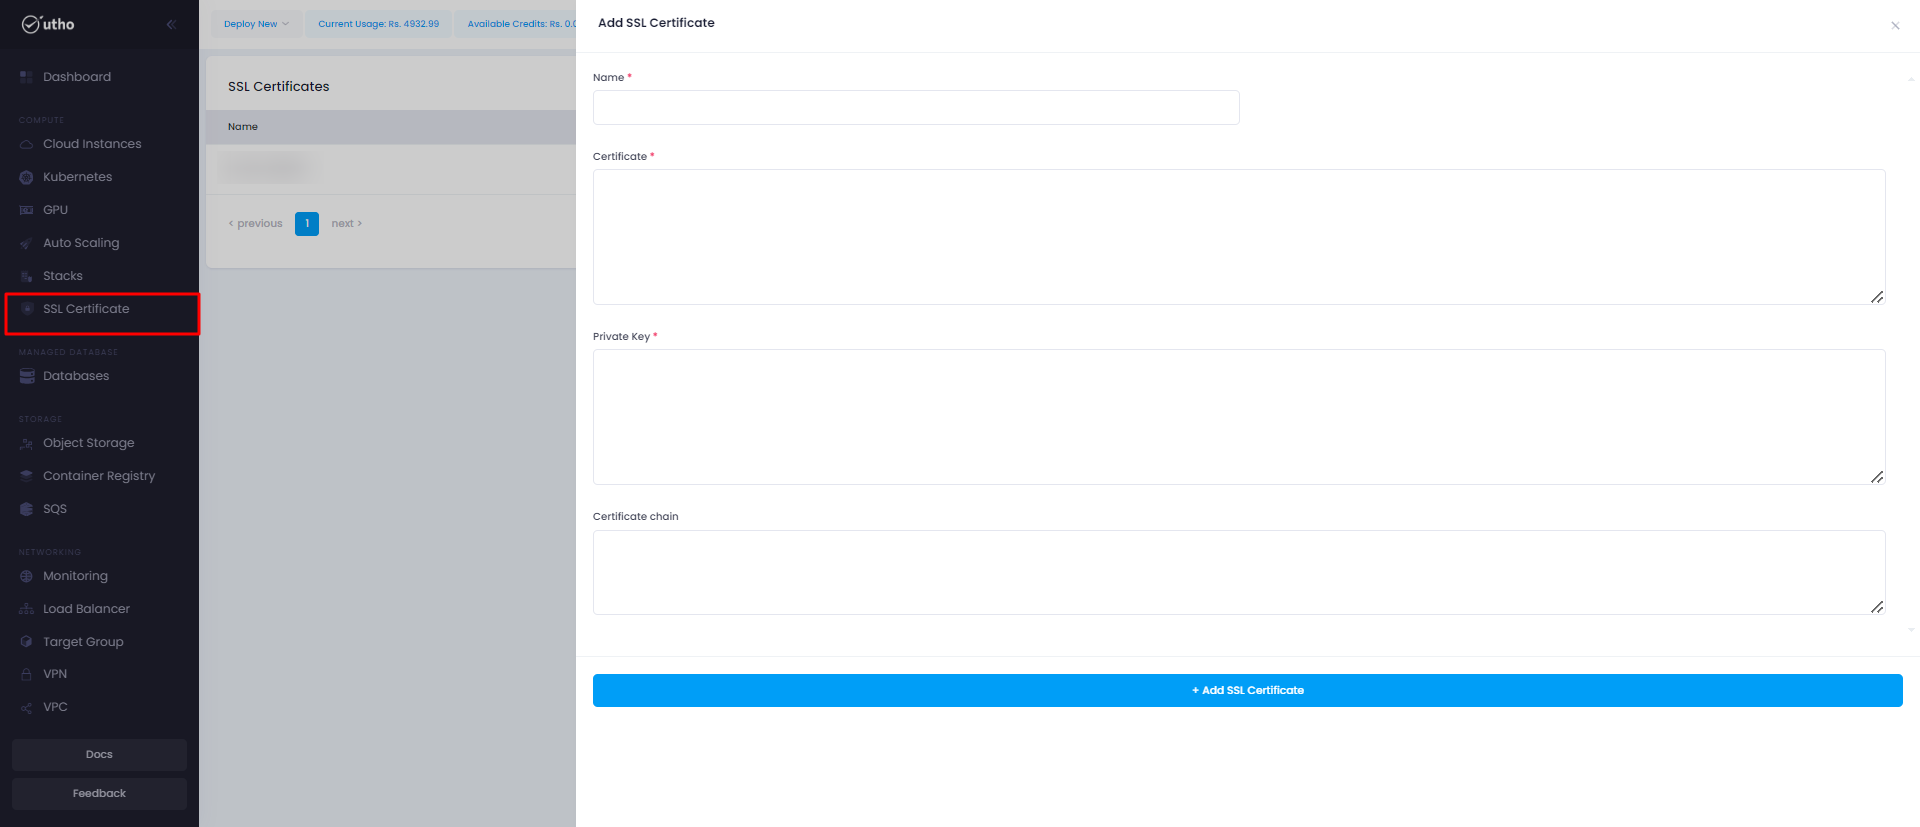 utho
Dashboard
COMPUTE
Cloud Instances
Kubernetes
GPU
Auto Scaling
Stacks
SSL Certificate
MANAGED DATABASE
Databases
STORAGE
Object Storage
Container Registry
SQS
NETWORKING
Monitoring
Load Balancer
Target Group
VPN
VPC
Docs
Feedback
Deploy New
Current Usage: Rs. 4932.99
Available Credits: Rs. 0.0
SSL Certificates
Name
< previous
1
next >
Add SSL Certificate
×
Name *
Certificate *
Private Key *
Certificate chain
+ Add SSL Certificate